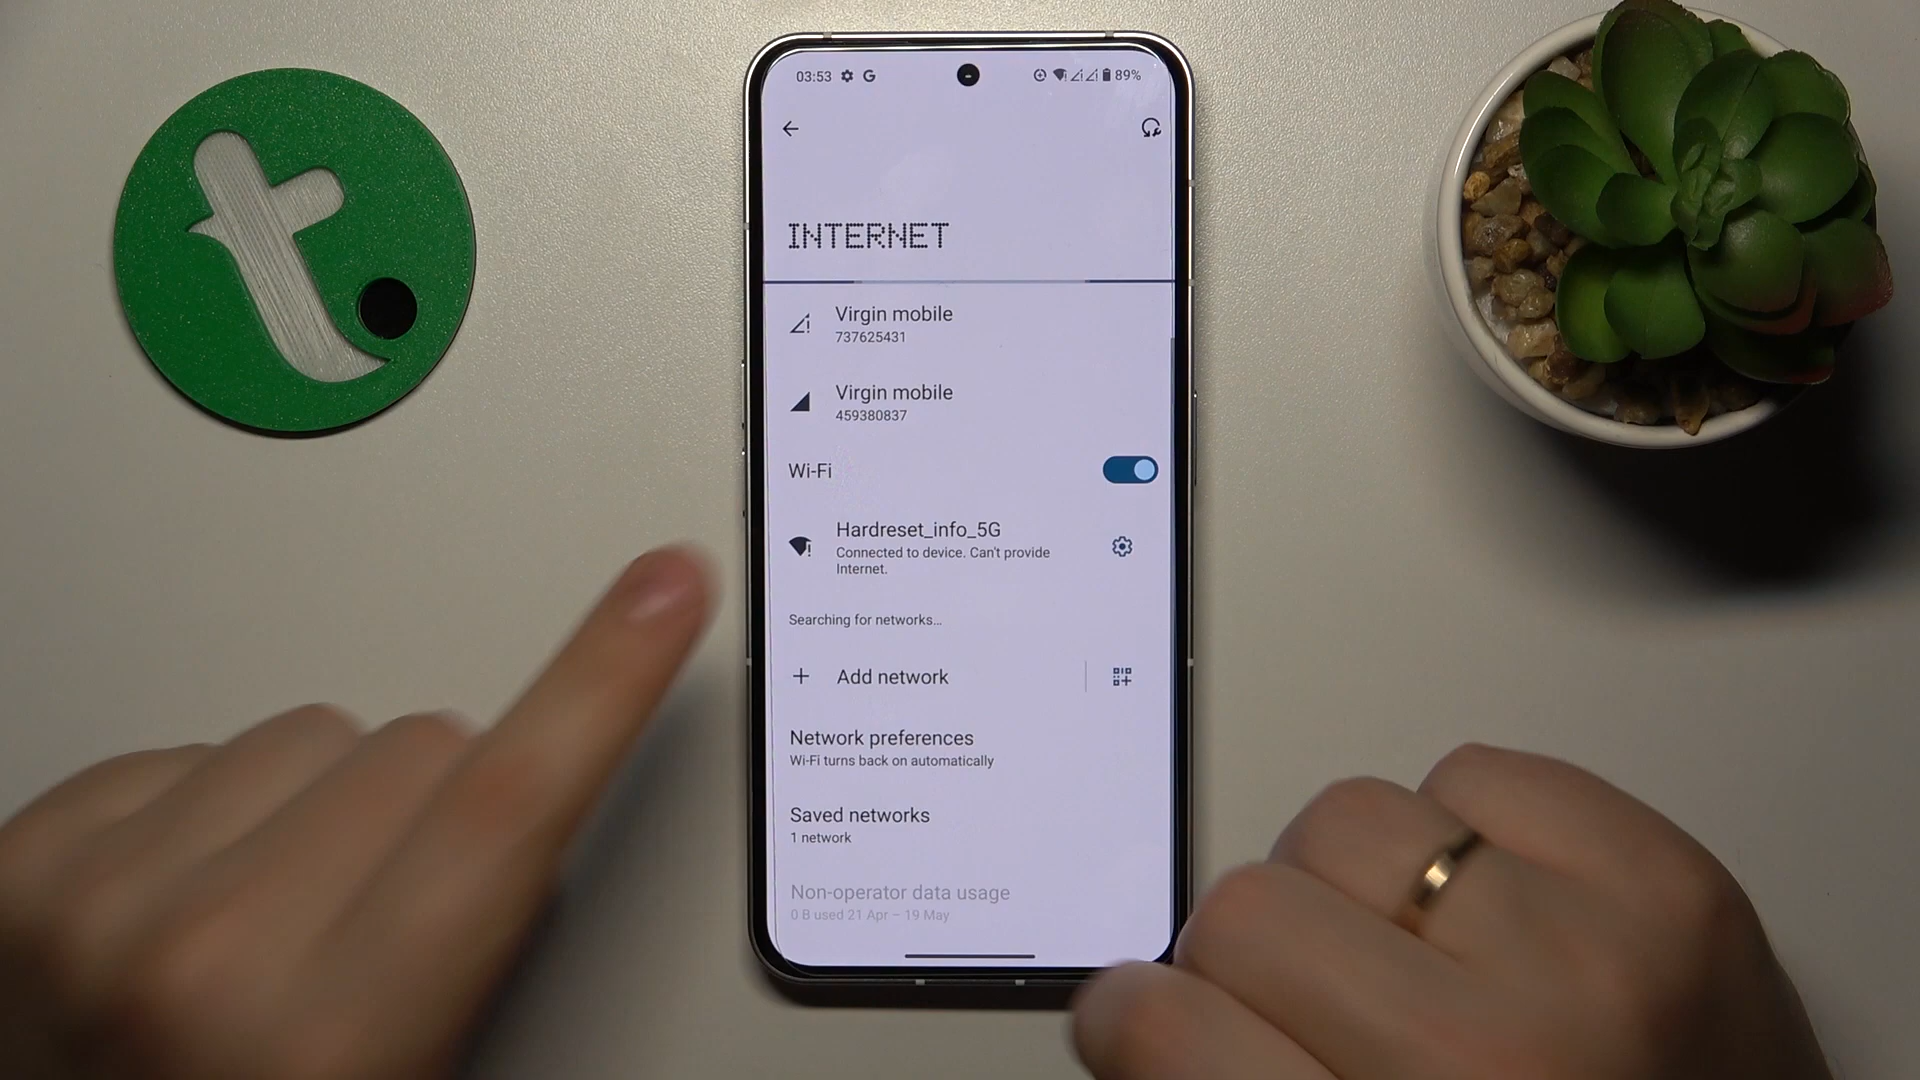 t.
03:53 G 89%
INTERNET
Virgin mobile
737625431
Virgin mobile
459380837
Wi-Fi
Hardreset_info_5G
Connected to device. Can't provide
Internet.
Searching for networks…
Add network
Network preferences
Wi-Fi turns back on automatically
Saved networks
1 network
Non-operator data usage
0 B used 21 Apr – 19 May